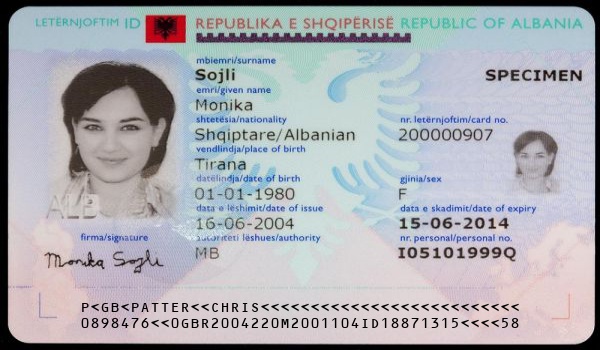 LETËRNJOFTIM ID REPUBLIKA E SHQIPËRISË REPUBLIC OF ALBANIA
mbiemri/surname
Sojli
SPECIMEN
emri/given name
Monika
shtetësia/nationality
nr. letërnjoftim/card no.
Shqiptare/Albanian
200000907
vendlindja/place of birth
Tirana
datëlindja/date of birth
gjinia/sex
01-01-1980
F
data e lëshimit/date of issue
data e skadimit/date of expiry
16-06-2004
15-06-2014
autoriteti lëshues/authority
nr. personal/personal no.
MB
I05101999Q
ALB
firma/signature
Monika Sojli
P<GB<PATTER<<CHRIS<<<<<<<<<<<<<<<<<<<<<<<<<<
0898476<<0GBR2004220M2001104ID18871315<<<<58